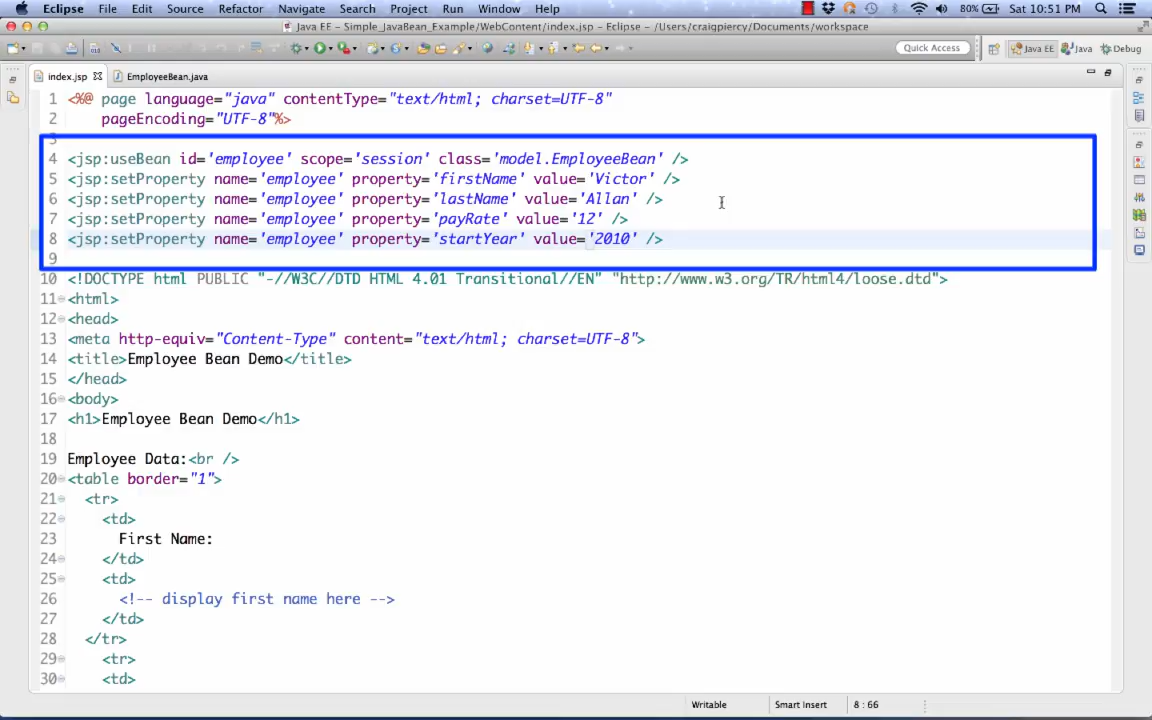 Eclipse File Edit Source Refactor Navigate Search Project Run Window Help 80% Sat 10:51 PM
Java EE - Simple_JavaBean_Example/WebContent/index.jsp - Eclipse - /Users/craigpiercy/Documents/workspace
Quick Access Java EE Java Debug
index.jsp EmployeeBean.java
1 <%@ page language="java" contentType="text/html; charset=UTF-8"
2 pageEncoding="UTF-8"%>
3
4 <jsp:useBean id='employee' scope='session' class='model.EmployeeBean' />
5 <jsp:setProperty name='employee' property='firstName' value='Victor' />
6 <jsp:setProperty name='employee' property='lastName' value='Allan' />
7 <jsp:setProperty name='employee' property='payRate' value='12' />
8 <jsp:setProperty name='employee' property='startYear' value='2010' />
9
10 <!DOCTYPE html PUBLIC "-//W3C//DTD HTML 4.01 Transitional//EN" "http://www.w3.org/TR/html4/loose.dtd">
11 <html>
12 <head>
13 <meta http-equiv="Content-Type" content="text/html; charset=UTF-8">
14 <title>Employee Bean Demo</title>
15 </head>
16 <body>
17 <h1>Employee Bean Demo</h1>
18
19 Employee Data:<br />
20 <table border="1">
21 <tr>
22 <td>
23 First Name:
24 </td>
25 <td>
26 <!-- display first name here -->
27 </td>
28 </tr>
29 <tr>
30 <td>
Writable Smart Insert 8 : 66